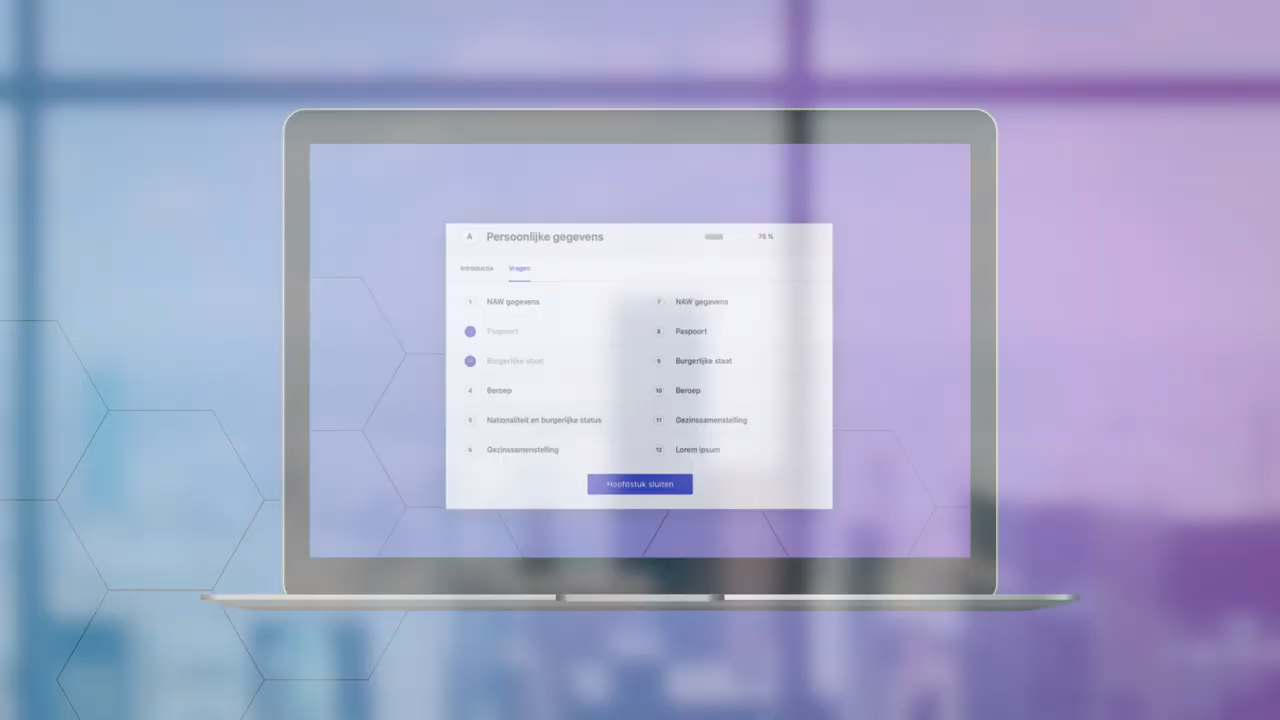 A Persoonlijke gegevens 76 %
Introductie Vragen
1 NAW gegevens
Paspoort
Burgerlijke staat
4 Beroep
5 Nationaliteit en burgerlijke status
6 Gezinssamenstelling
7 NAW gegevens
8 Paspoort
9 Burgerlijke staat
10 Beroep
11 Gezinssamenstelling
12 Lorem ipsum
Hoofdstuk sluiten